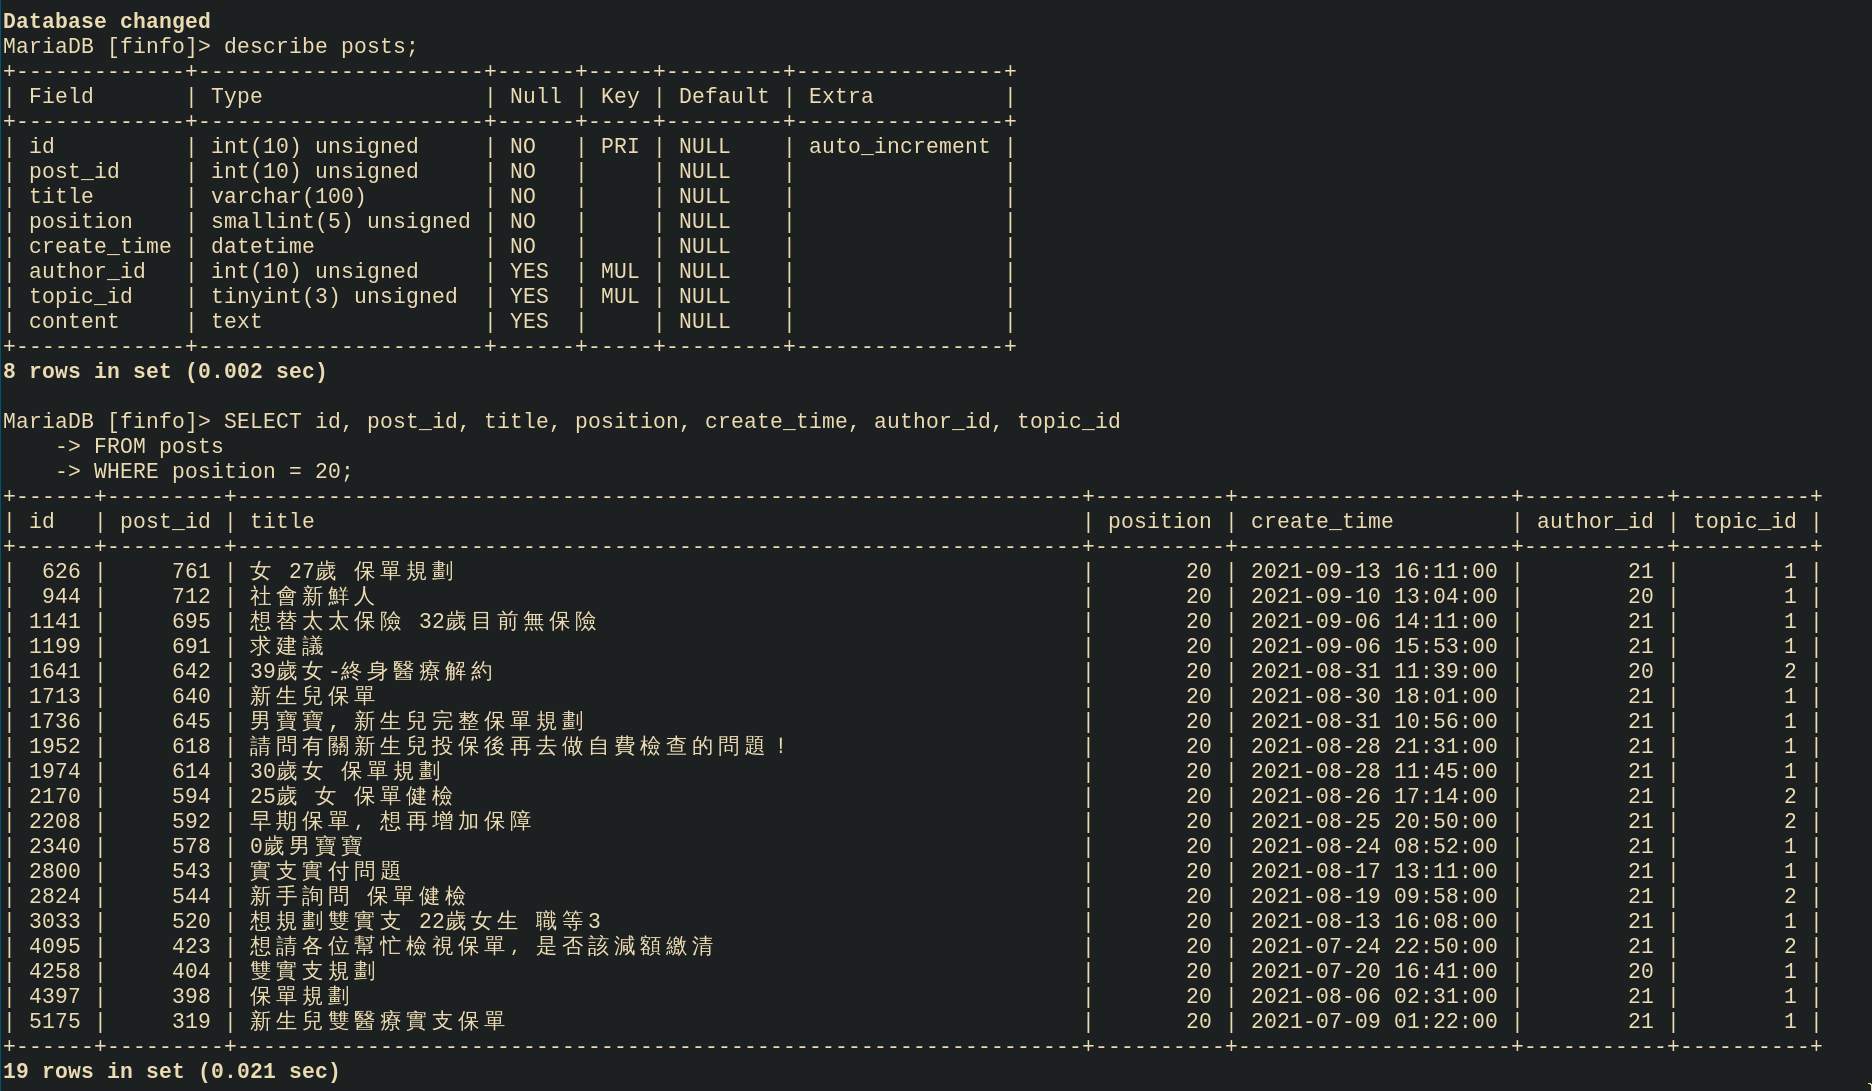 Database changed
MariaDB [finfo]> describe posts;
+-------------+----------------------+------+-----+---------+----------------+
| Field       | Type                 | Null | Key | Default | Extra          |
+-------------+----------------------+------+-----+---------+----------------+
| id          | int(10) unsigned     | NO   | PRI | NULL    | auto_increment |
| post_id     | int(10) unsigned     | NO   |     | NULL    |                |
| title       | varchar(100)         | NO   |     | NULL    |                |
| position    | smallint(5) unsigned | NO   |     | NULL    |                |
| create_time | datetime             | NO   |     | NULL    |                |
| author_id   | int(10) unsigned     | YES  | MUL | NULL    |                |
| topic_id    | tinyint(3) unsigned  | YES  | MUL | NULL    |                |
| content     | text                 | YES  |     | NULL    |                |
+-------------+----------------------+------+-----+---------+----------------+
8 rows in set (0.002 sec)
MariaDB [finfo]> SELECT id, post_id, title, position, create_time, author_id, topic_id
    -> FROM posts
    -> WHERE position = 20;
+------+---------+-----------------------------------------------------------------+----------+---------------------+-----------+----------+
| id   | post_id | title                                                           | position | create_time         | author_id | topic_id |
+------+---------+-----------------------------------------------------------------+----------+---------------------+-----------+----------+
|  626 |     761 | 女 27歲 保單規劃 |       20 | 2021-09-13 16:11:00 |        21 |        1 |
|  944 |     712 | 社會新鮮人 |       20 | 2021-09-10 13:04:00 |        20 |        1 |
| 1141 |     695 | 想替太太保險 32歲目前無保險 |       20 | 2021-09-06 14:11:00 |        21 |        1 |
| 1199 |     691 | 求建議 |       20 | 2021-09-06 15:53:00 |        21 |        1 |
| 1641 |     642 | 39歲女-終身醫療解約 |       20 | 2021-08-31 11:39:00 |        20 |        2 |
| 1713 |     640 | 新生兒保單 |       20 | 2021-08-30 18:01:00 |        21 |        1 |
| 1736 |     645 | 男寶寶, 新生兒完整保單規劃 |       20 | 2021-08-31 10:56:00 |        21 |        1 |
| 1952 |     618 | 請問有關新生兒投保後再去做自費檢查的問題！ |       20 | 2021-08-28 21:31:00 |        21 |        1 |
| 1974 |     614 | 30歲女 保單規劃 |       20 | 2021-08-28 11:45:00 |        21 |        1 |
| 2170 |     594 | 25歲 女 保單健檢 |       20 | 2021-08-26 17:14:00 |        21 |        2 |
| 2208 |     592 | 早期保單, 想再增加保障 |       20 | 2021-08-25 20:50:00 |        21 |        2 |
| 2340 |     578 | 0歲男寶寶 |       20 | 2021-08-24 08:52:00 |        21 |        1 |
| 2800 |     543 | 實支實付問題 |       20 | 2021-08-17 13:11:00 |        21 |        1 |
| 2824 |     544 | 新手詢問 保單健檢 |       20 | 2021-08-19 09:58:00 |        21 |        2 |
| 3033 |     520 | 想規劃雙實支 22歲女生 職等3 |       20 | 2021-08-13 16:08:00 |        21 |        1 |
| 4095 |     423 | 想請各位幫忙檢視保單, 是否該減額繳清 |       20 | 2021-07-24 22:50:00 |        21 |        2 |
| 4258 |     404 | 雙實支規劃 |       20 | 2021-07-20 16:41:00 |        20 |        1 |
| 4397 |     398 | 保單規劃 |       20 | 2021-08-06 02:31:00 |        21 |        1 |
| 5175 |     319 | 新生兒雙醫療實支保單 |       20 | 2021-07-09 01:22:00 |        21 |        1 |
+------+---------+-----------------------------------------------------------------+----------+---------------------+-----------+----------+
19 rows in set (0.021 sec)